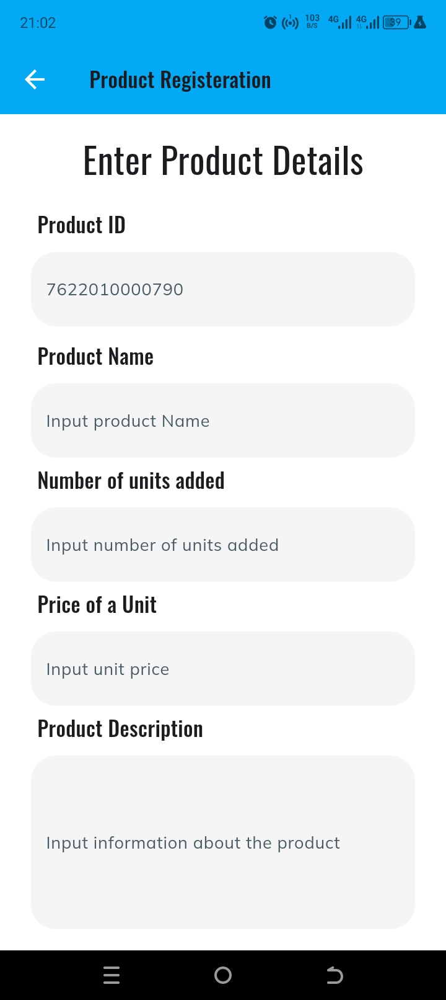 21:02
1
103
B/S
4G
4G
39
Product Registeration
Enter Product Details
Product ID
7622010000790
Product Name
Input product Name
Number of units added
Input number of units added
Price of a Unit
Input unit price
Product Description
Input information about the product